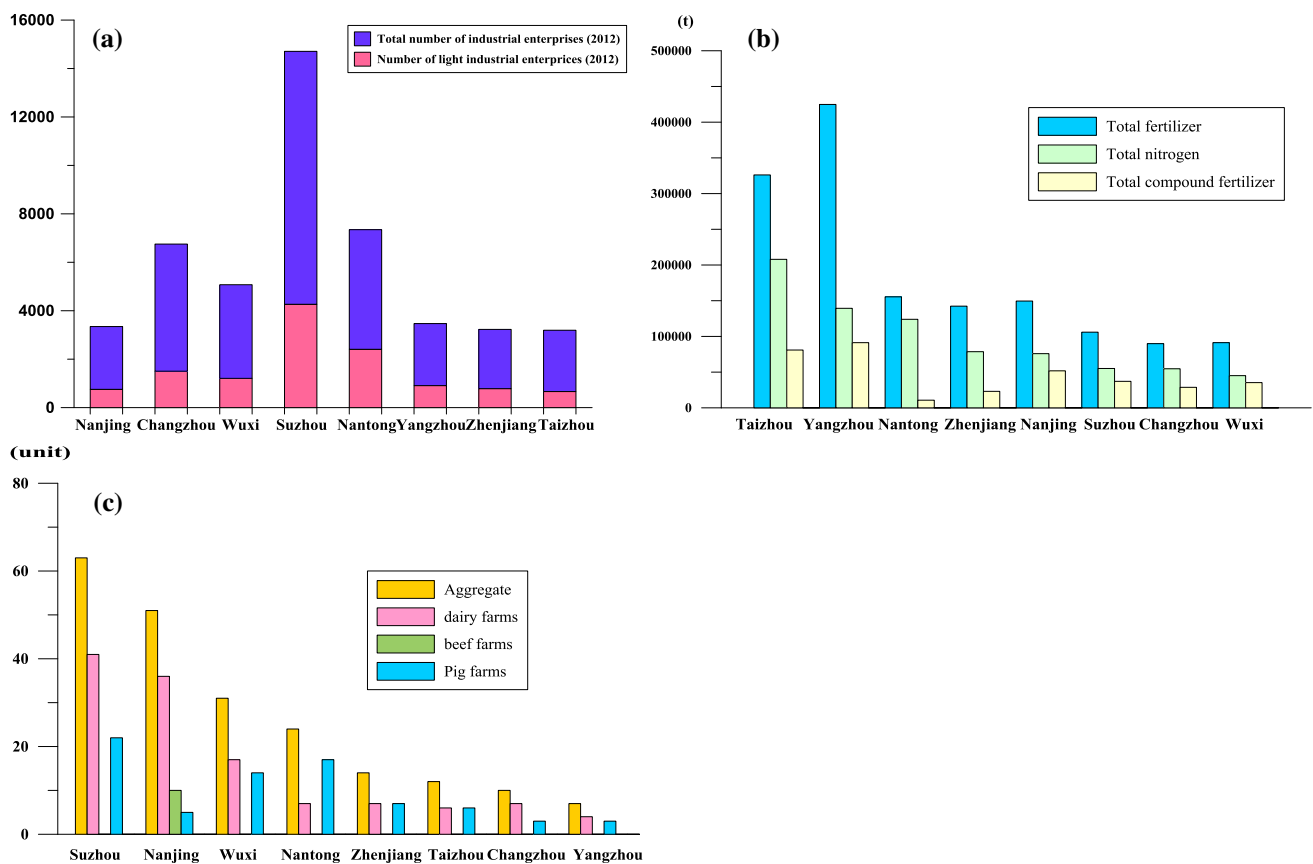 16000
12000
8000
4000
0
(a)
Total number of industrial enterprises (2012)
Number of light industrial enterprices (2012)
Nanjing Changzhou Wuxi Suzhou Nantong Yangzhou Zhenjiang Taizhou
(t)
500000
400000
300000
200000
100000
0
(b)
Total fertilizer
Total nitrogen
Total compound fertilizer
Taizhou Yangzhou Nantong Zhenjiang Nanjing Suzhou Changzhou Wuxi
(unit)
80
60
40
20
0
(c)
Aggregate
dairy farms
beef farms
Pig farms
Suzhou Nanjing Wuxi Nantong Zhenjiang Taizhou Changzhou Yangzhou